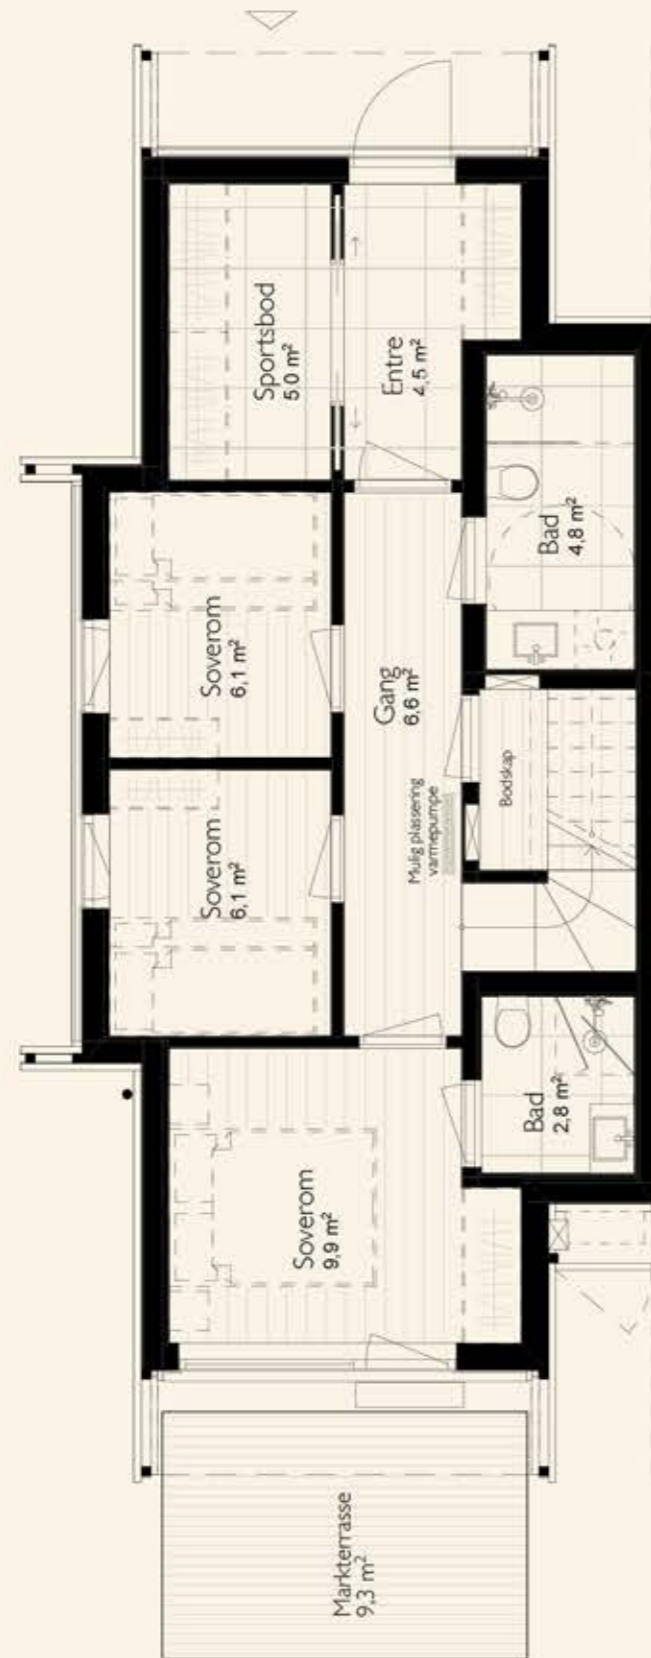 Sportsbod
5.0 m²
Entre
4,5 m²
Bad
4,8 m²
Soverom
6,1 m²
Gang
6,6 m²
Bodskap
Mulig plassering
varmepumpe
Soverom
6,1 m²
Bad
2,8 m²
Soverom
9,9 m²
Markterrasse
9,3 m²